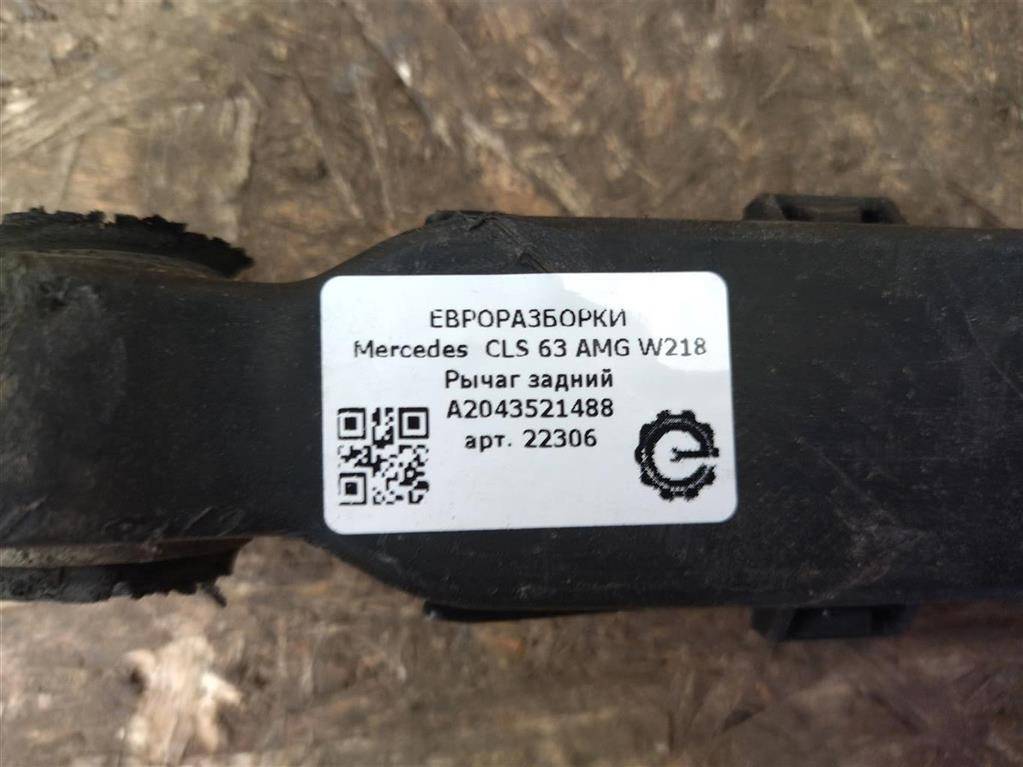 ЕВРОРАЗБОРКИ
Mercedes CLS 63 AMG W218
Рычаг задний
A2043521488
арт. 22306